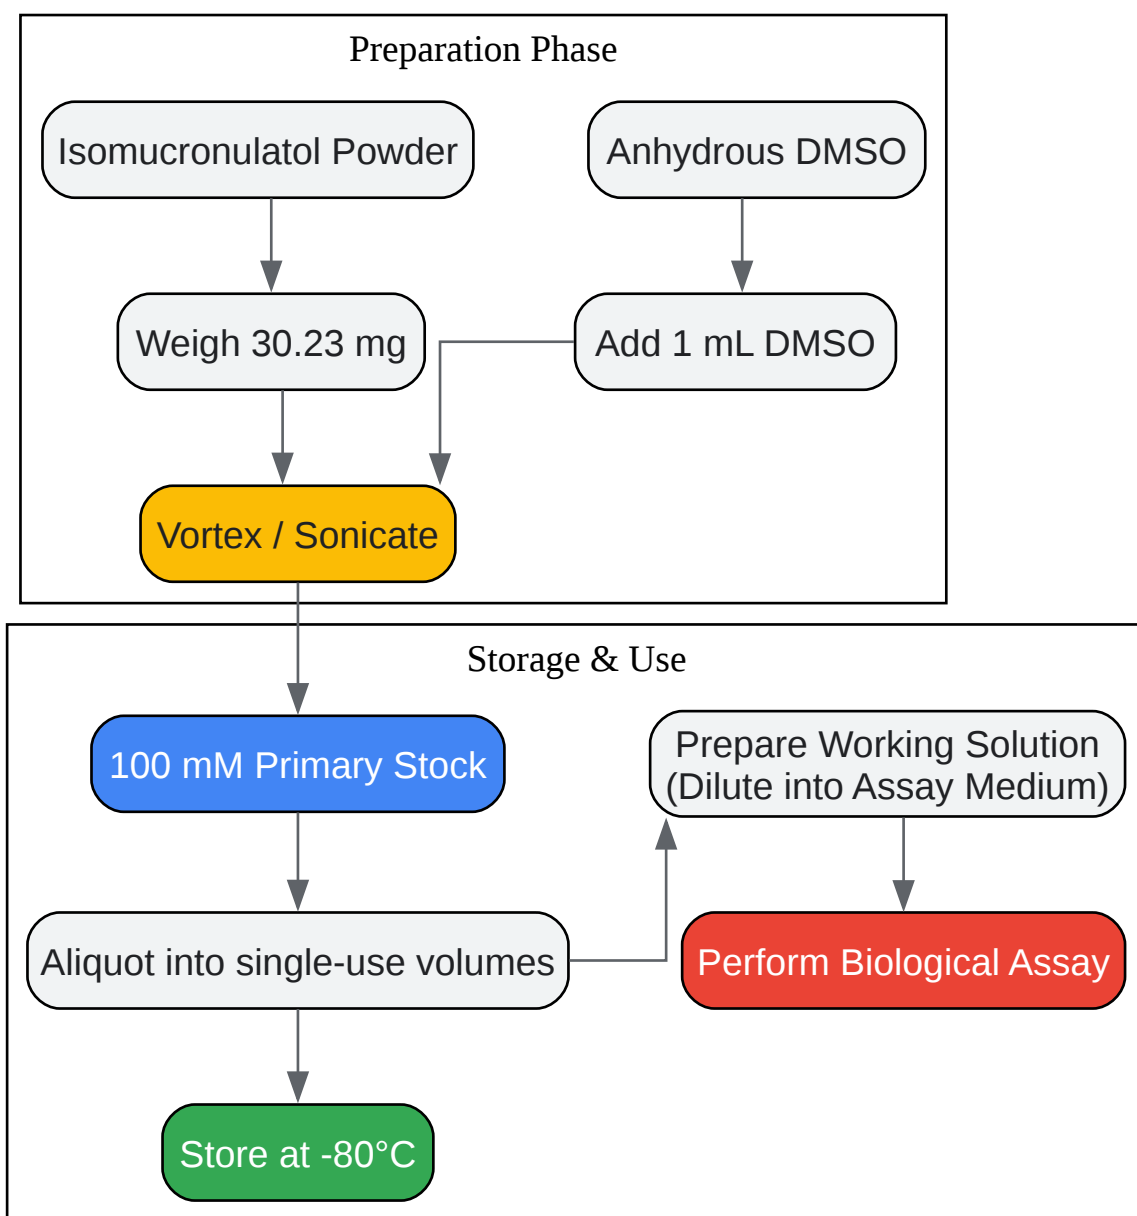 Preparation Phase
Isomucronulatol Powder
Anhydrous DMSO
Weigh 30.23 mg
Add 1 mL DMSO
Vortex / Sonicate
Storage & Use
100 mM Primary Stock
Prepare Working Solution
(Dilute into Assay Medium)
Aliquot into single-use volumes
Perform Biological Assay
Store at -80°C